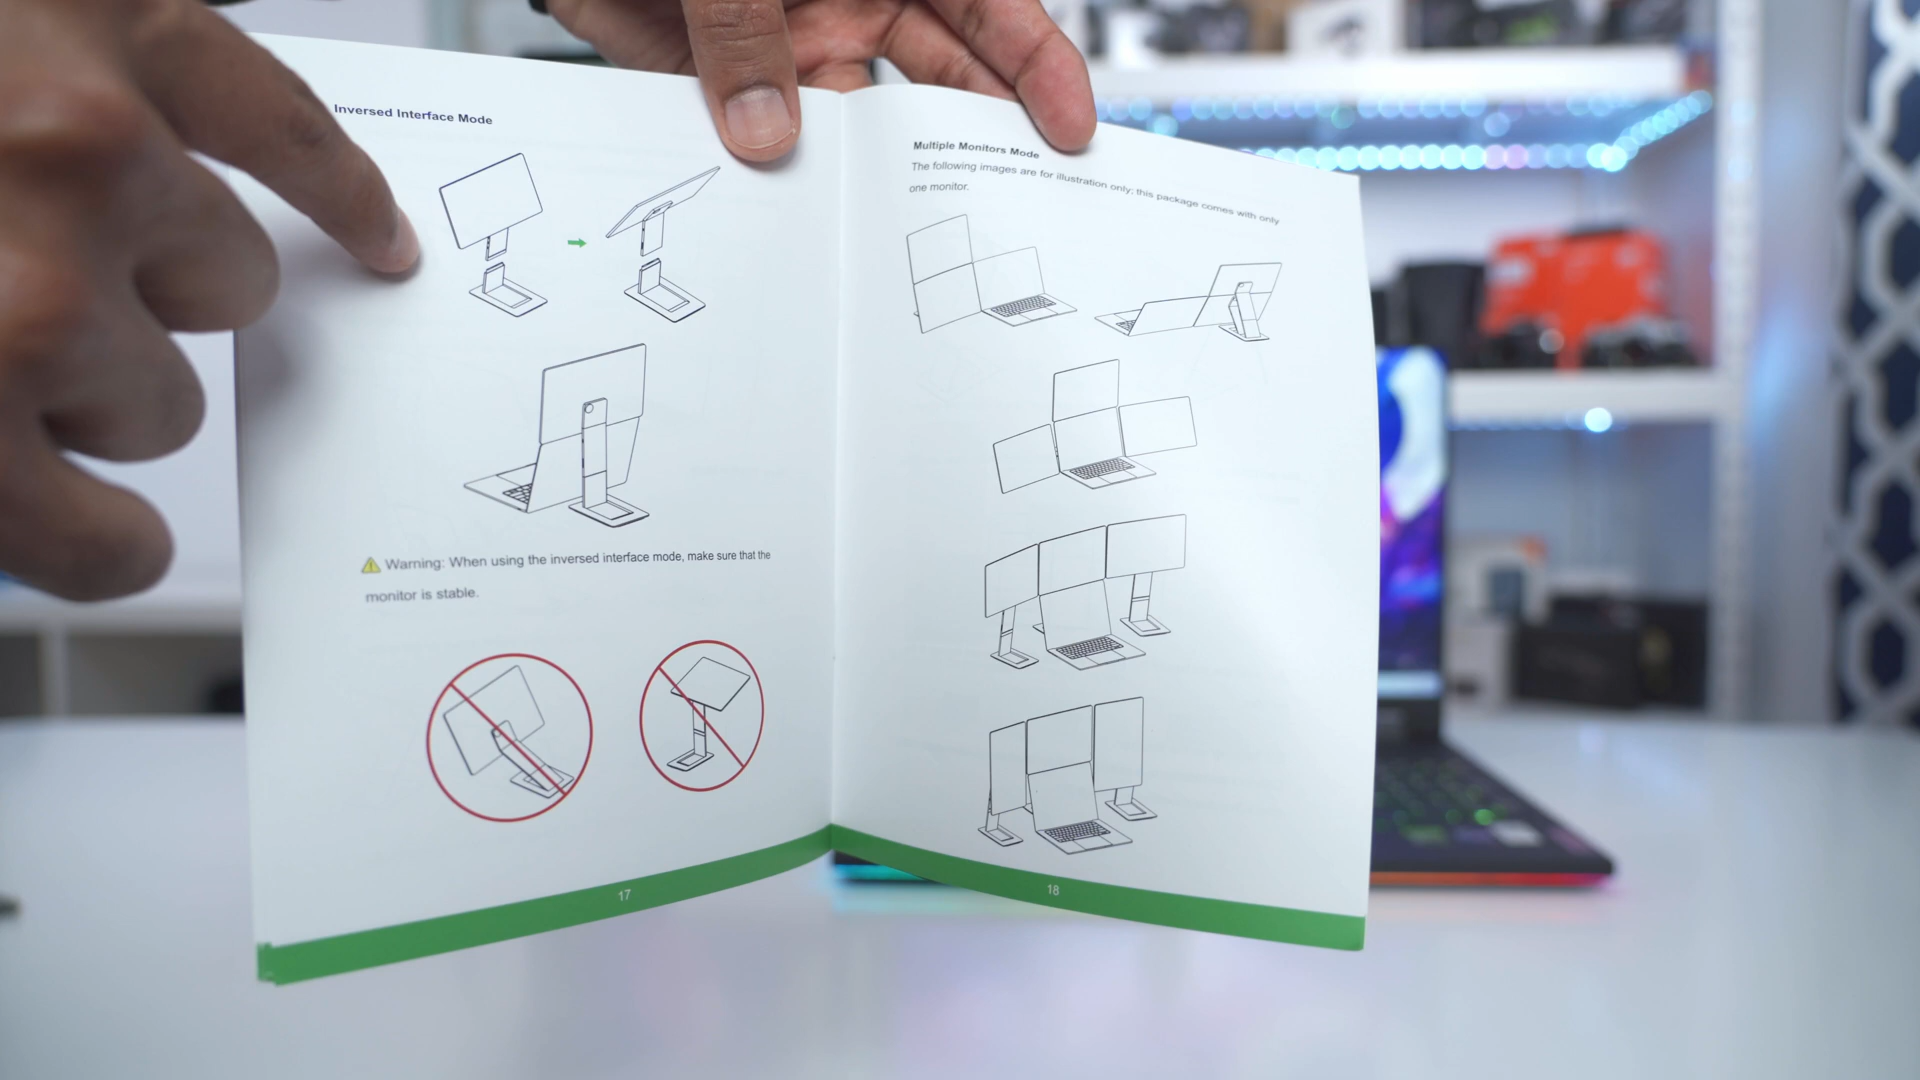 Inversed Interface Mode
Warning: When using the inversed interface mode, make sure that the
monitor is stable.
17
Multiple Monitors Mode
The following images are for illustration only; this package comes with only
one monitor.
18